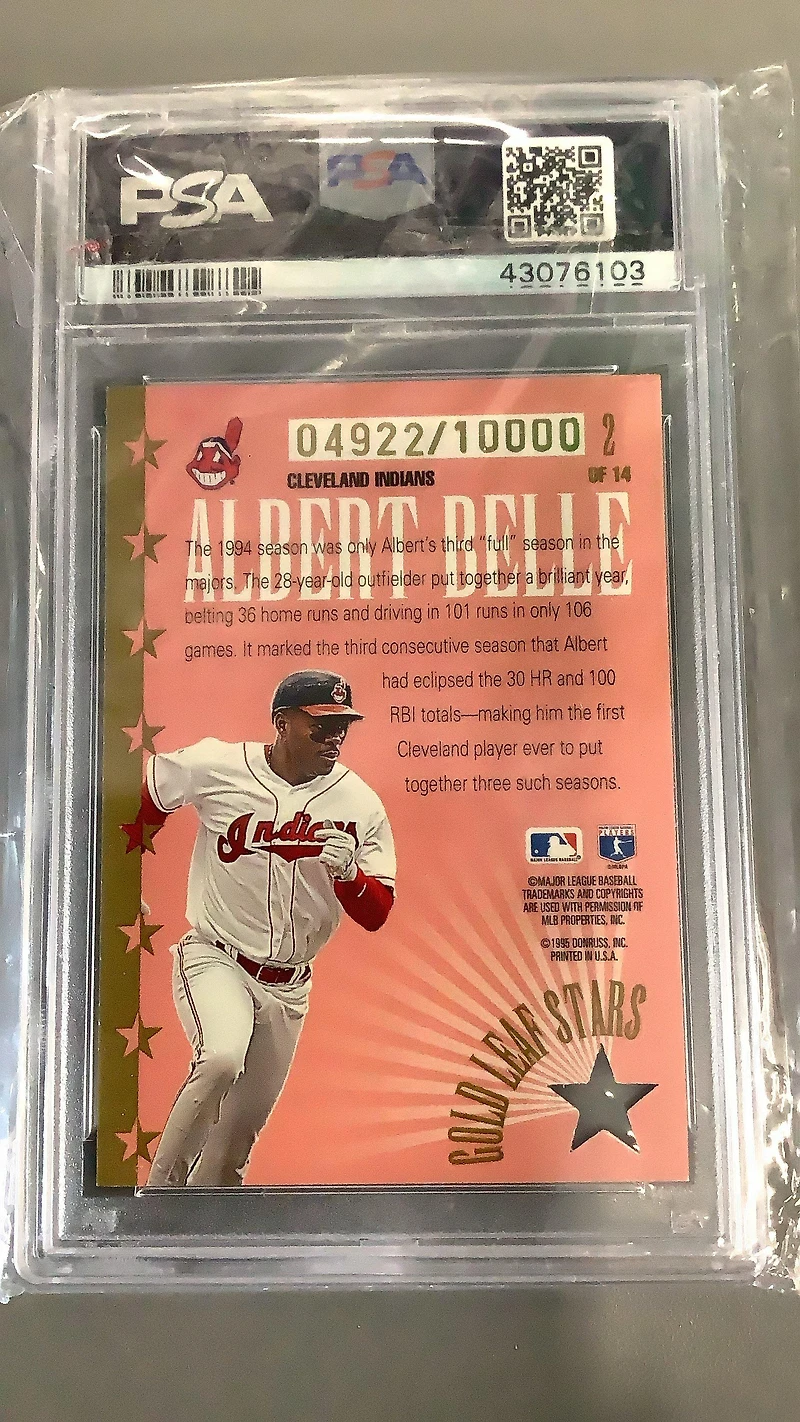 PSA
PSA
43076103
04922/10000 2
CLEVELAND INDIANS OF 14
ALBERT BELLE
The 1994 season was only Albert's third "full" season in the
majors. The 28-year-old outfielder put together a brilliant year,
belting 36 home runs and driving in 101 runs in only 106
games. It marked the third consecutive season that Albert
had eclipsed the 30 HR and 100
RBI totals—making him the first
Cleveland player ever to put
together three such seasons.
Indians
MAJOR LEAGUE BASEBALL
PLAYERS
©MAJOR LEAGUE BASEBALL
TRADEMARKS AND COPYRIGHTS
ARE USED WITH PERMISSION OF
MLB PROPERTIES, INC.
©1995 DONRUSS, INC.
PRINTED IN U.S.A.
GOLD LEAF STARS